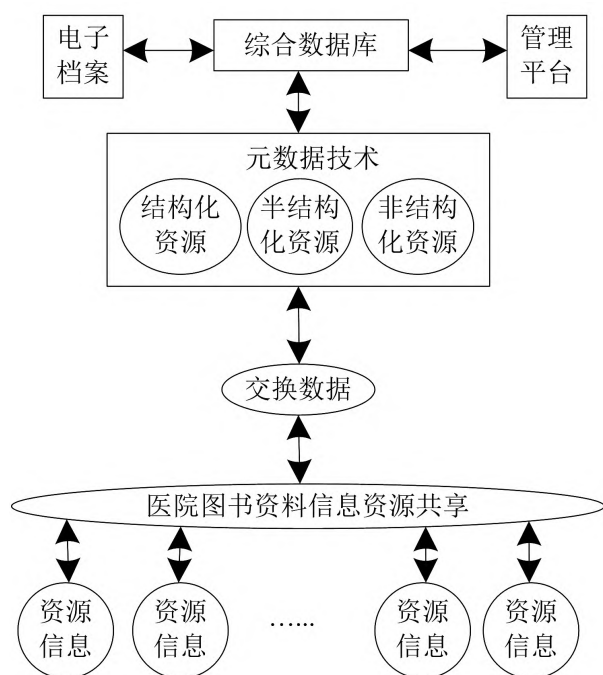 电子
档案
综合数据库
管理
平台
元数据技术
结构化
资源
半结构
化资源
非结构
化资源
交换数据
医院图书资料信息资源共享
资源
信息
资源
信息
......
资源
信息
资源
信息